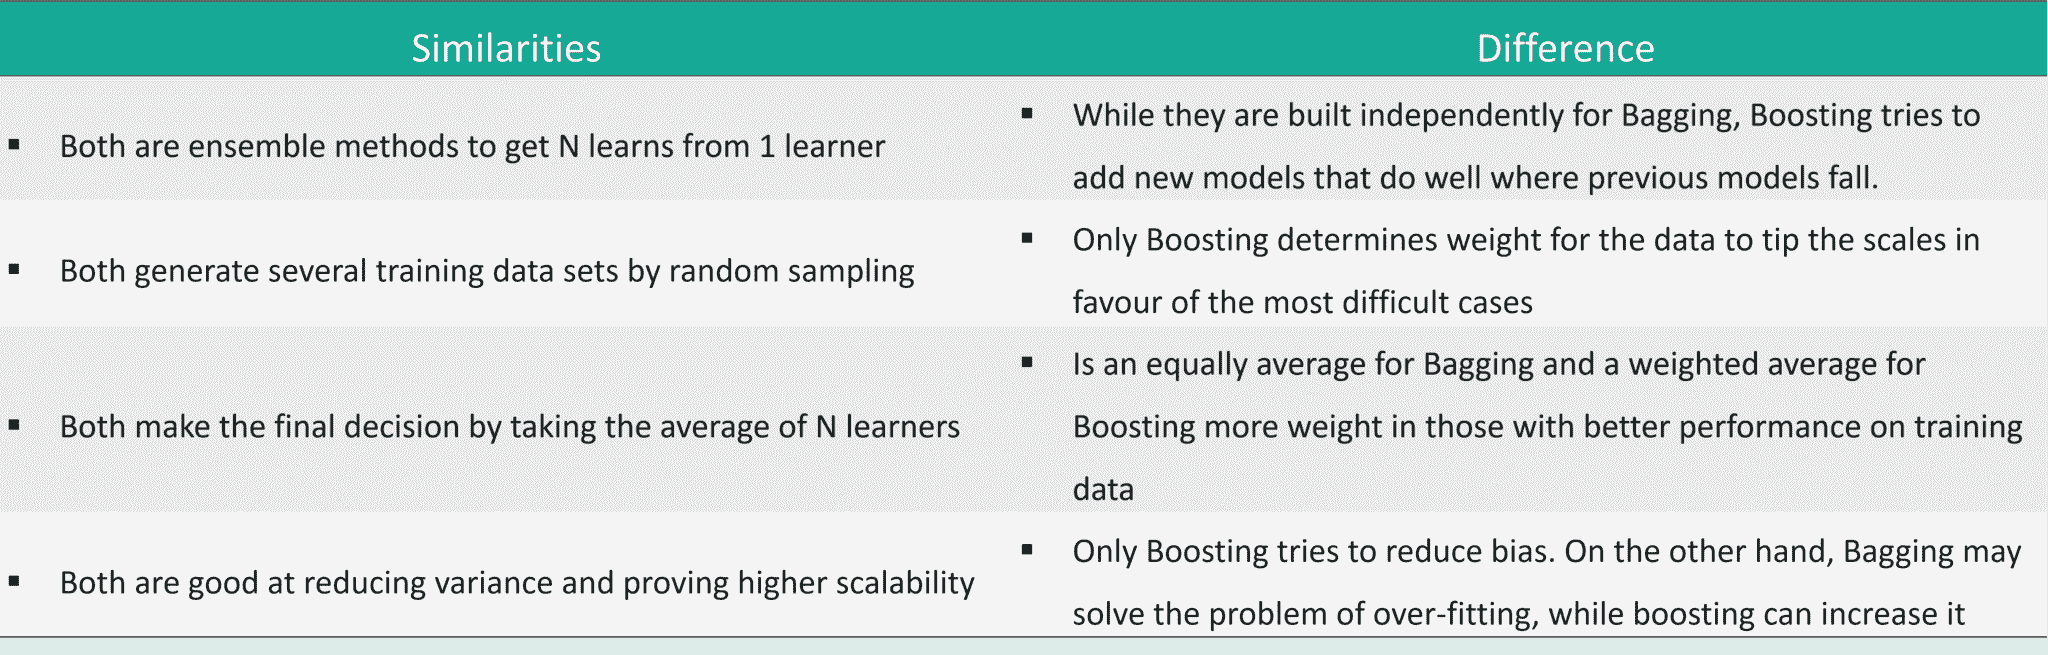 Similarities
Difference
▪ Both are ensemble methods to get N learns from 1 learner
▪ While they are built independently for Bagging, Boosting tries to
add new models that do well where previous models fall.
▪ Both generate several training data sets by random sampling
▪ Only Boosting determines weight for the data to tip the scales in
favour of the most difficult cases
▪ Both make the final decision by taking the average of N learners
▪ Is an equally average for Bagging and a weighted average for
Boosting more weight in those with better performance on training
data
▪ Both are good at reducing variance and proving higher scalability
▪ Only Boosting tries to reduce bias. On the other hand, Bagging may
solve the problem of over-fitting, while boosting can increase it